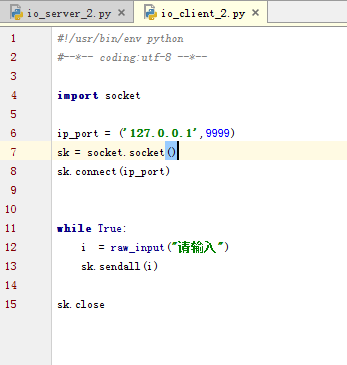 io_server_2.py × io_client_2.py ×
1 #!/usr/bin/env python
2 #--*-- coding:utf-8 --*--
3
4 import socket
5
6 ip_port = ('127.0.0.1',9999)
7 sk = socket.socket()
8 sk.connect(ip_port)
9
10
11 while True:
12     i  = raw_input("请输入")
13     sk.sendall(i)
14
15 sk.close